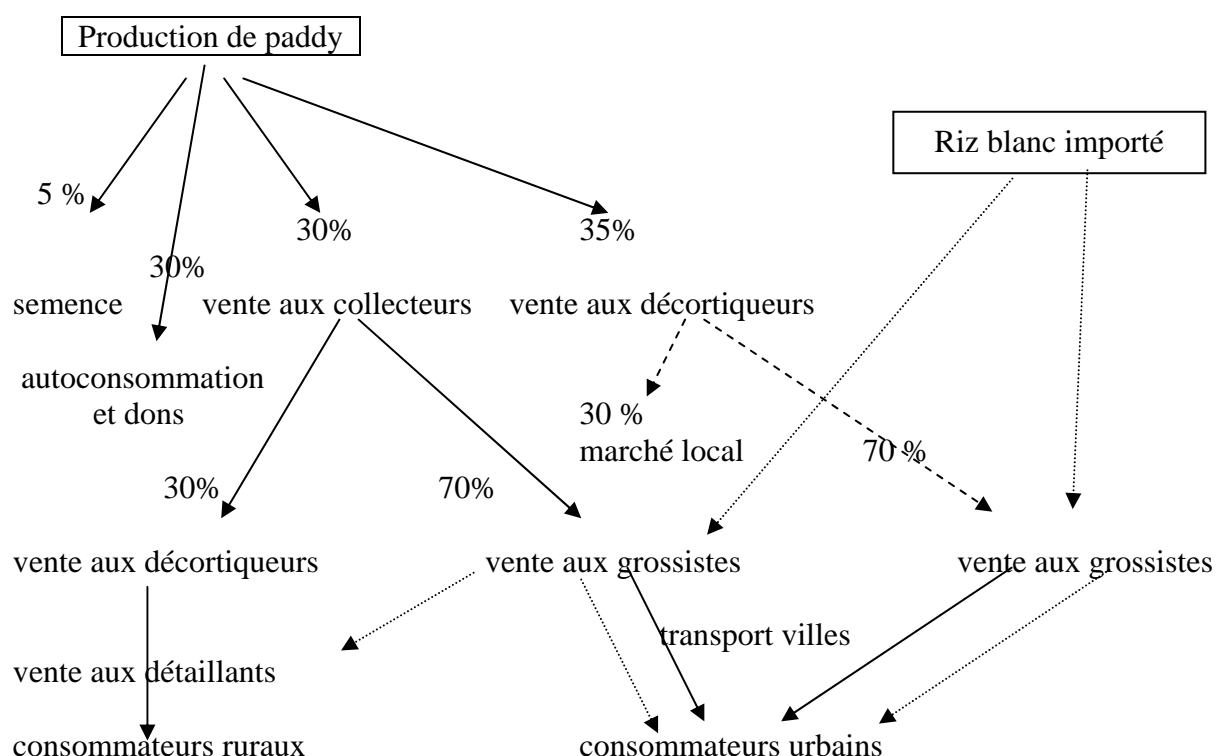 Production de paddy
Riz blanc importé
5 %
30%
35%
30%
semence
vente aux collecteurs
vente aux décortiqueurs
autoconsommation
et dons
30 %
marché local
70 %
30%
70%
vente aux décortiqueurs
vente aux grossistes
vente aux grossistes
transport villes
vente aux détaillants
consommateurs ruraux
consommateurs urbains